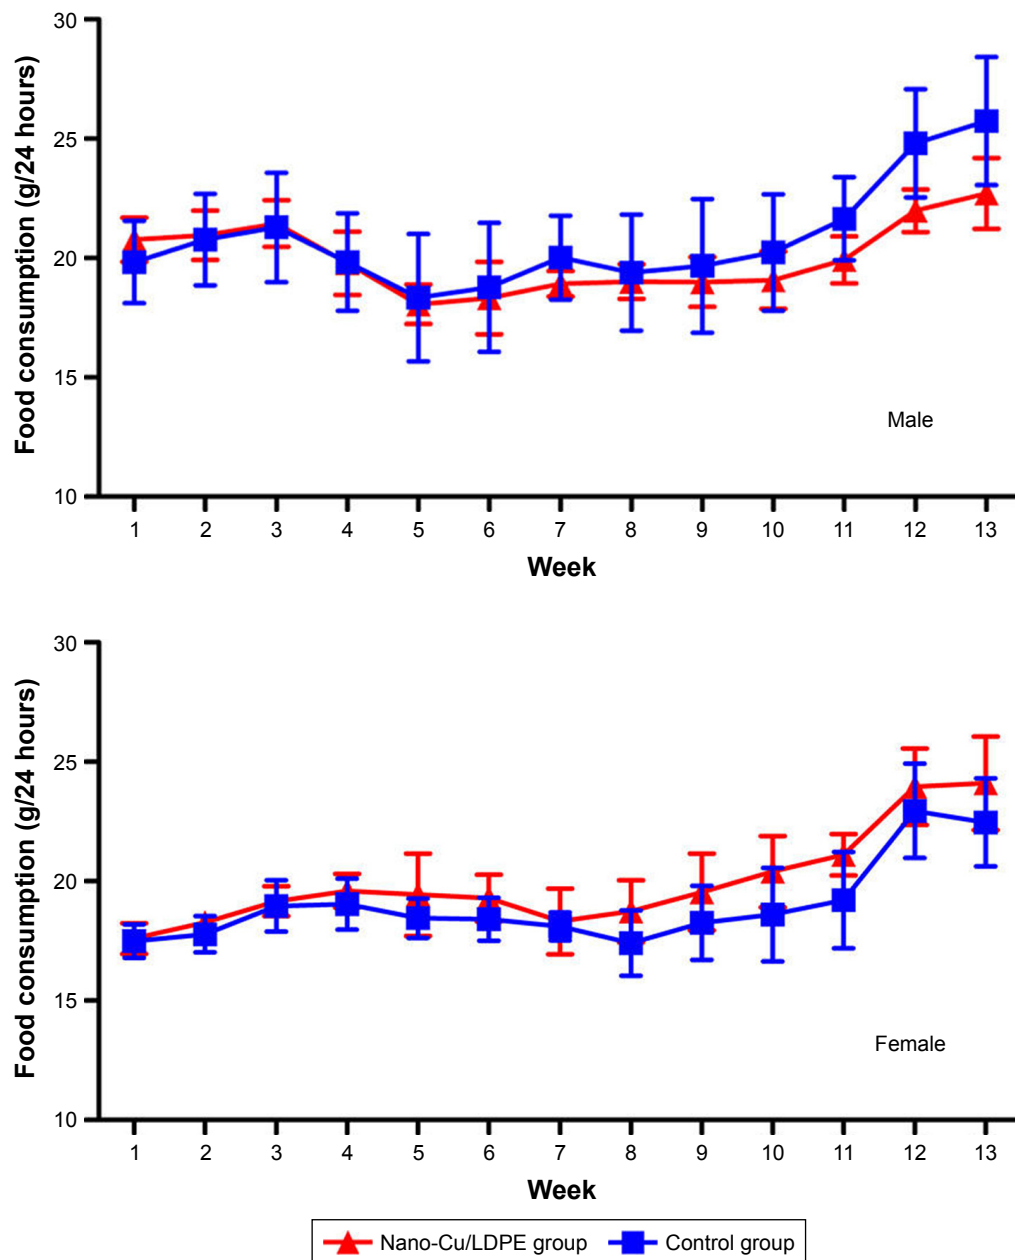 30
25
20
15
10
Food consumption (g/24 hours)
Male
1 2 3 4 5 6 7 8 9 10 11 12 13
Week
30
25
20
15
10
Food consumption (g/24 hours)
Female
1 2 3 4 5 6 7 8 9 10 11 12 13
Week
Nano-Cu/LDPE group Control group